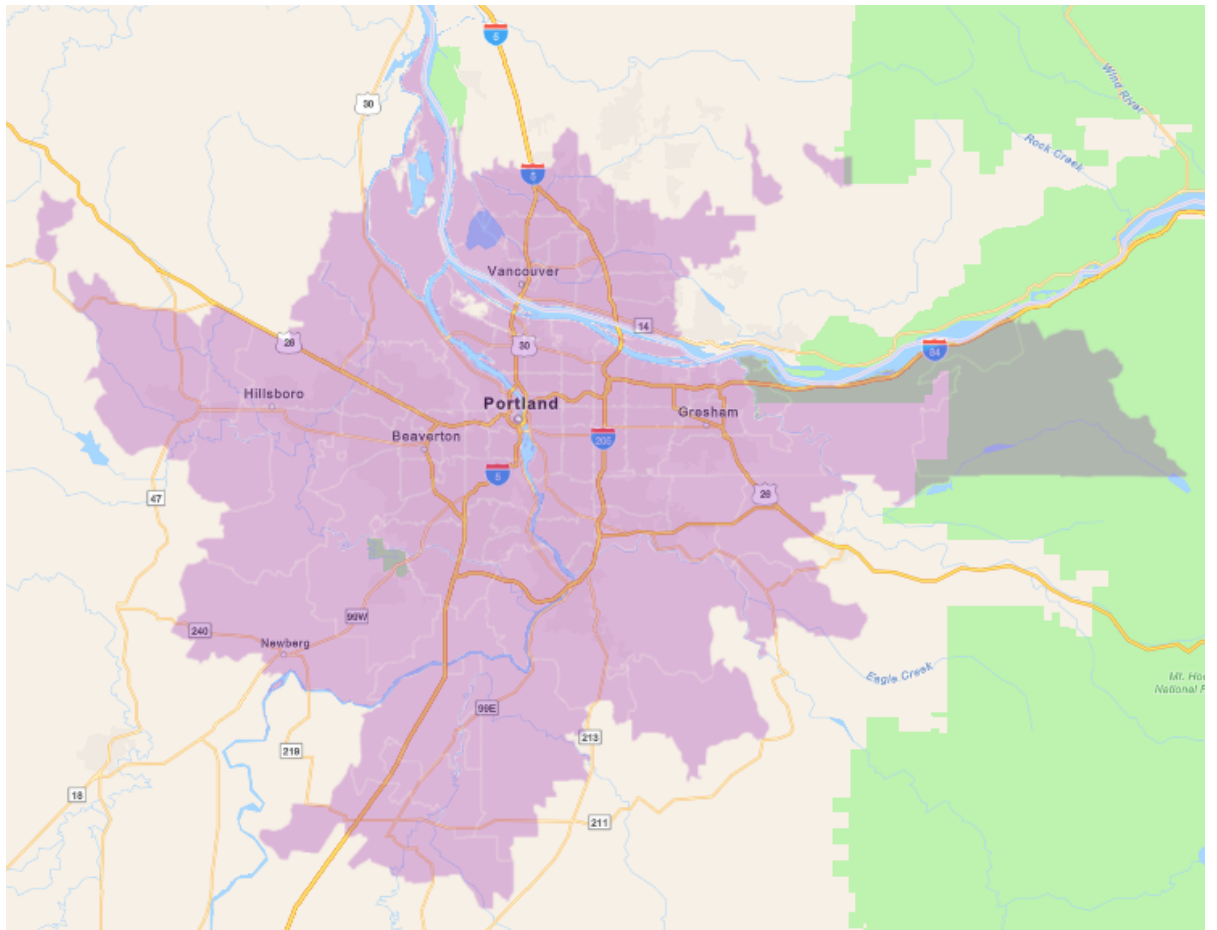 5
30
Wind River
Rock Creek
5
Vancouver
14
30
26
84
Hillsboro
Portland
Gresham
Beaverton
205
5
26
47
99W
240
Newberg
Eagle Creek
Mt. Hoo
National F
99E
213
219
18
211